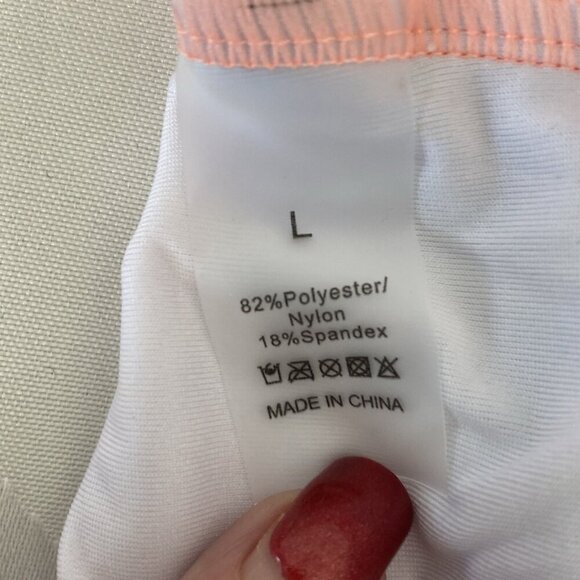 L
82%Polyester/
Nylon
18%Spandex
MADE IN CHINA